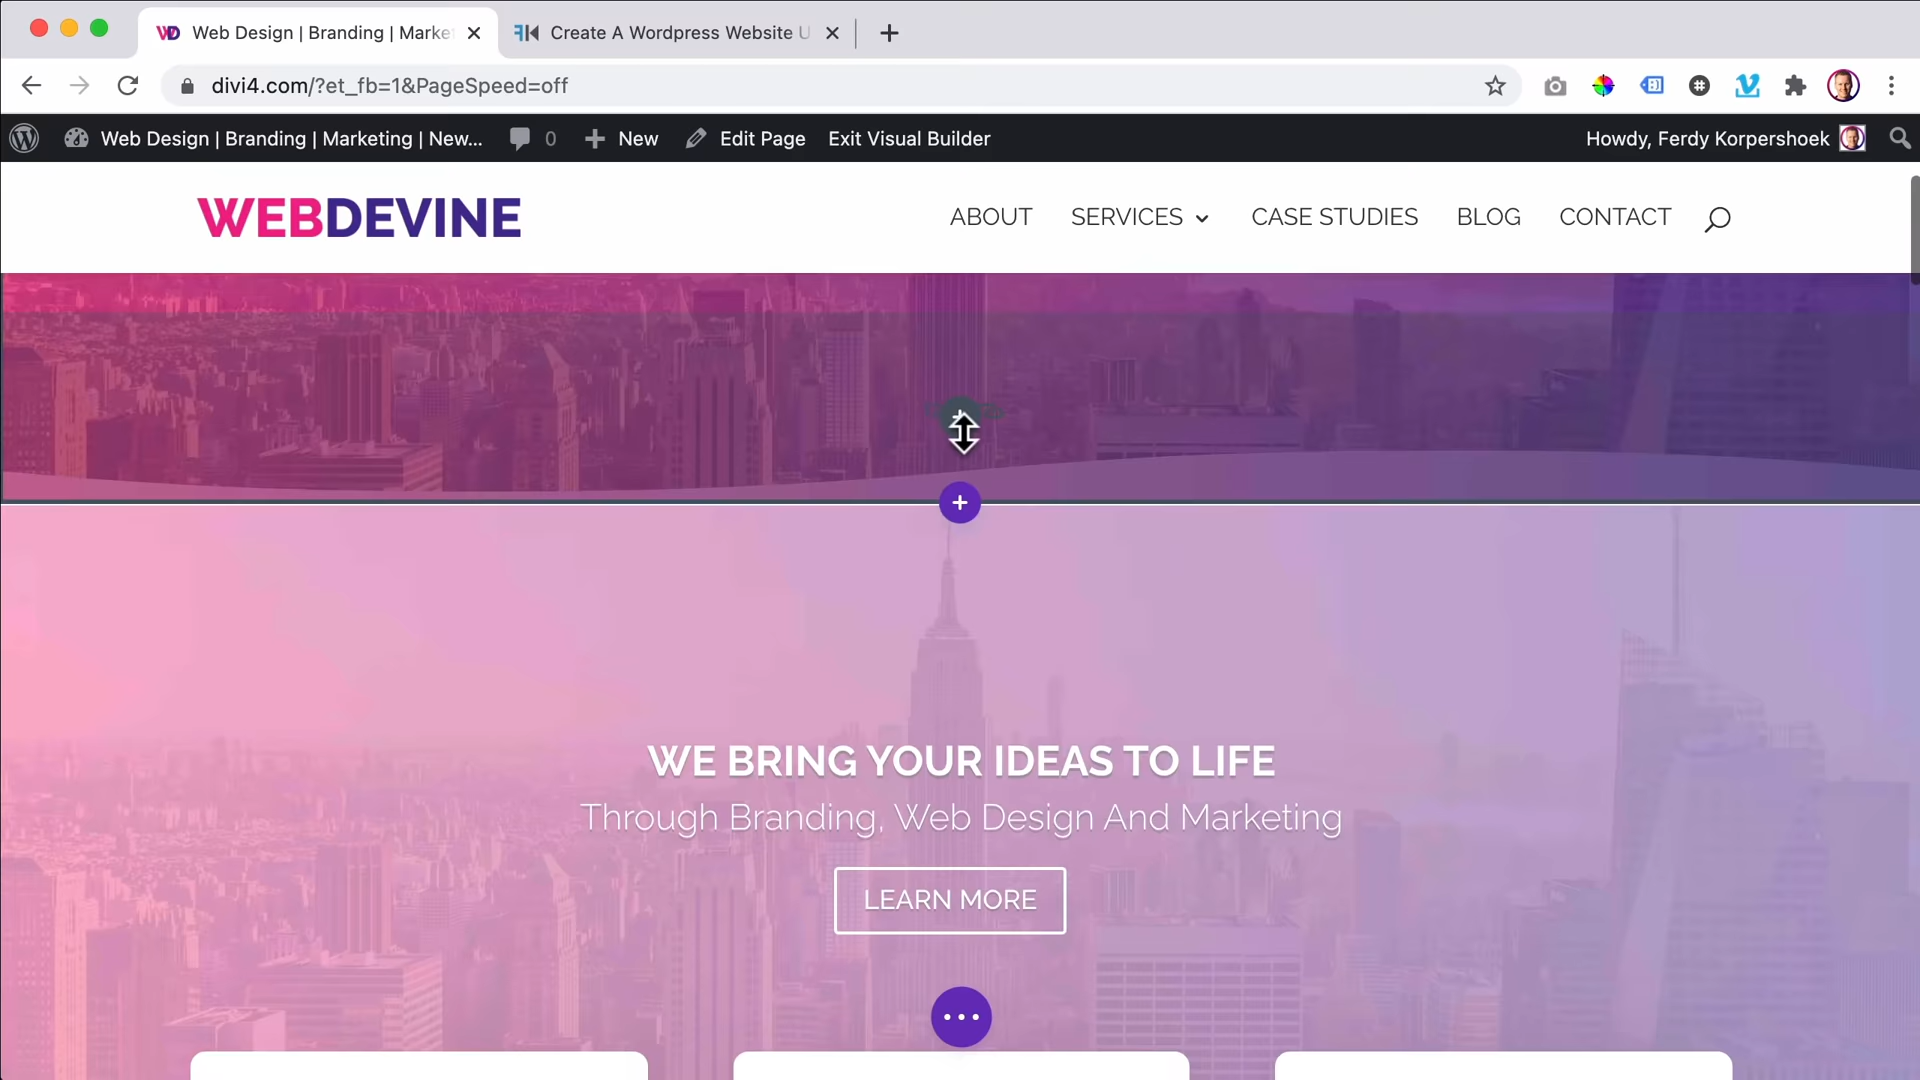 Web Design | Branding | Marke
Create A Wordpress Website U
divi4.com/?et_fb=1&PageSpeed=off
Web Design | Branding | Marketing | New...
0
New
Edit Page
Exit Visual Builder
Howdy, Ferdy Korpershoek
WEBDEVINE
ABOUT
SERVICES
CASE STUDIES
BLOG
CONTACT
WE BRING YOUR IDEAS TO LIFE
Through Branding, Web Design And Marketing
LEARN MORE